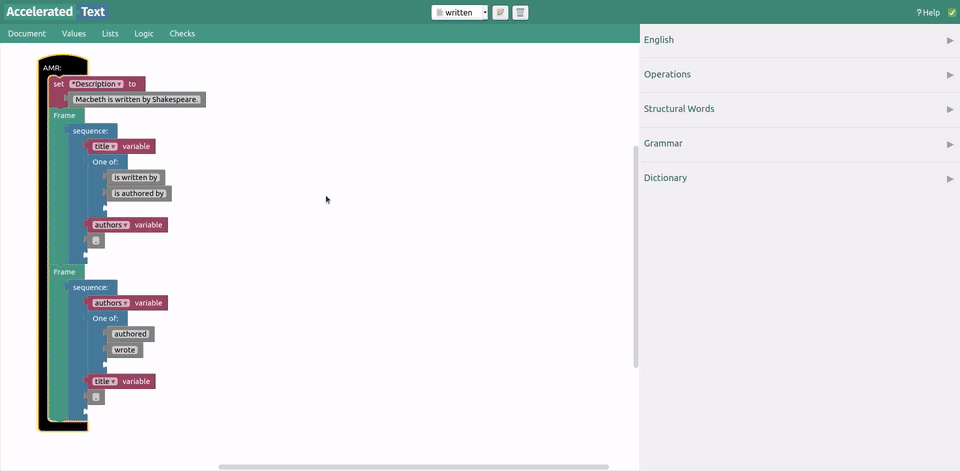 Accelerated Text
written
? Help
Document Values Lists Logic Checks
AMR:
set *Description to
Macbeth is written by Shakespeare.
Frame
sequence:
title variable
One of:
is written by
is authored by
authors variable
.
Frame
sequence:
authors variable
One of:
authored
wrote
title variable
.
English
Operations
Structural Words
Grammar
Dictionary